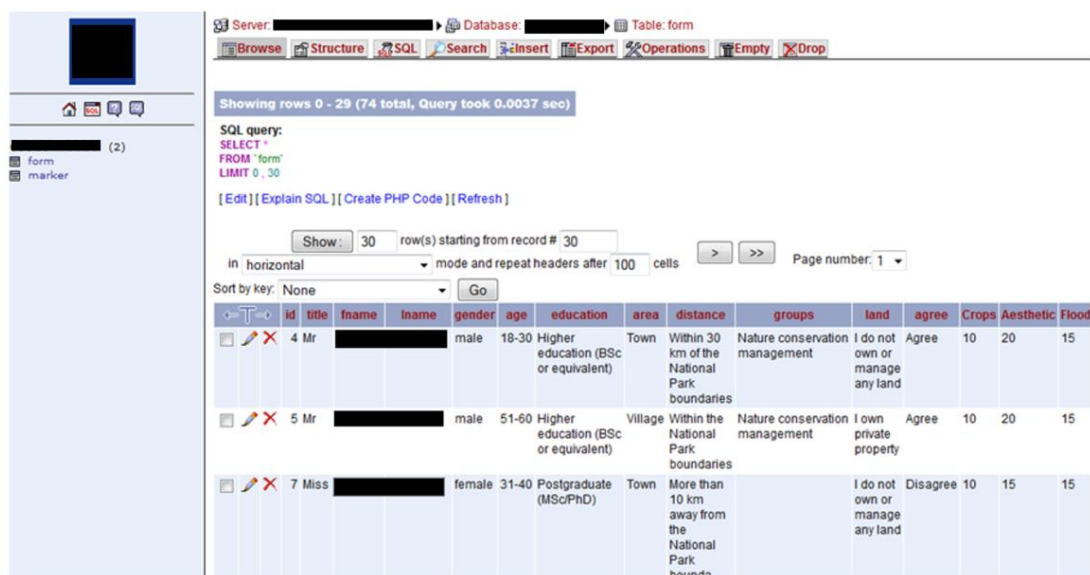 Server: Database: Table: form
Browse Structure SQL Search Insert Export Operations Empty Drop
(2)
form
marker
Showing rows 0 - 29 (74 total, Query took 0.0037 sec)
SQL query:
SELECT *
FROM `form`
LIMIT 0 , 30
[ Edit ] [ Explain SQL ] [ Create PHP Code ] [ Refresh ]
Show : 30 row(s) starting from record # 30
in horizontal mode and repeat headers after 100 cells > >> Page number: 1
Sort by key: None Go
←T→ id title fname lname gender age education area distance groups land agree Crops Aesthetic Flood
4 Mr male 18-30 Higher Town Within 30 Nature conservation I do not Agree 10 20 15
education (BSc km of the management own or
or equivalent) National manage
Park any land
boundaries
5 Mr male 51-60 Higher Village Within the Nature conservation I own Agree 10 20 15
education (BSc National management private
or equivalent) Park property
boundaries
7 Miss female 31-40 Postgraduate Town More than I do not Disagree 10 15 15
(MSc/PhD) 10 km own or
away from manage
the any land
National
Park